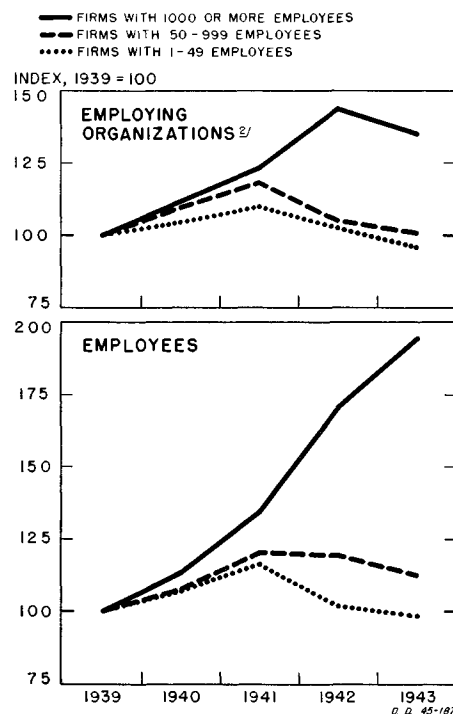 FIRMS WITH 1000 OR MORE EMPLOYEES
FIRMS WITH 50-999 EMPLOYEES
FIRMS WITH 1-49 EMPLOYEES
INDEX, 1939 = 100
150
EMPLOYING
ORGANIZATIONS 2/
125
100
75
200
EMPLOYEES
175
150
125
100
75
1939 1940 1941 1942 1943
D.D. 45-187